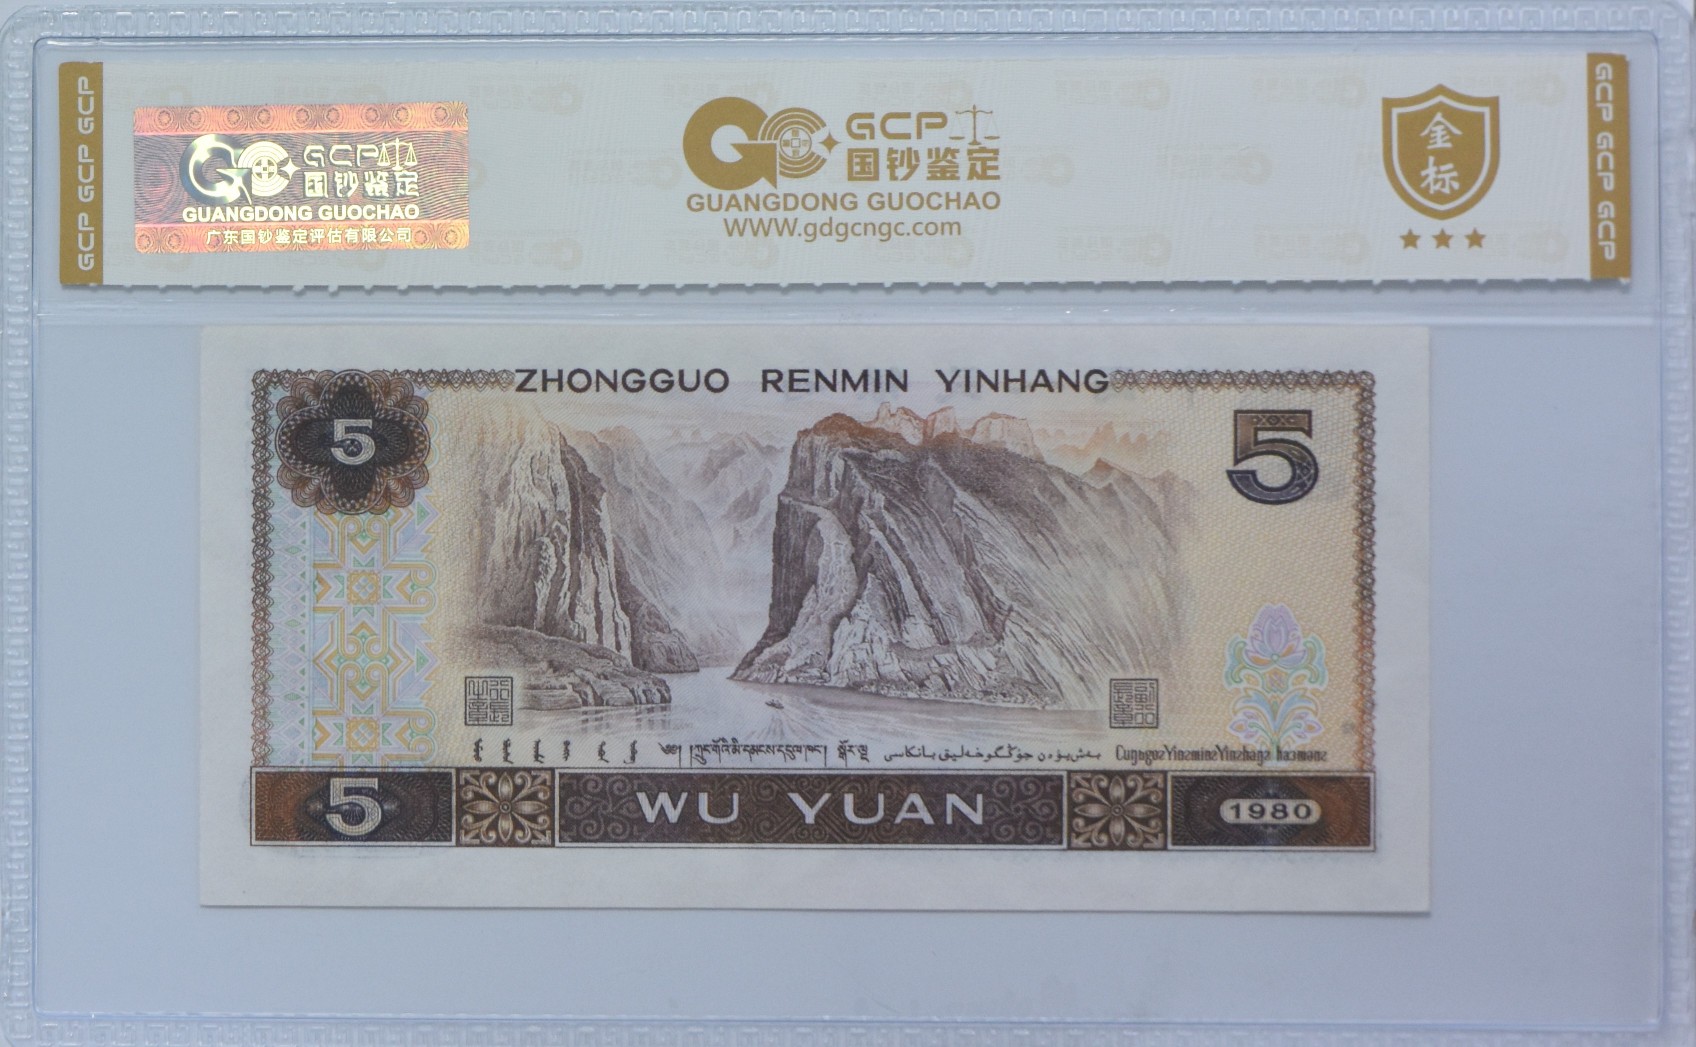 GCP GCP GCP
GCP
国钞鉴定
GUANGDONG GUOCHAO
广东国钞鉴定评估有限公司
GCP
国钞鉴定
GUANGDONG GUOCHAO
WWW.gdgcngc.com
金标
GCP GCP GCP
ZHONGGUO RENMIN YINHANG
5
5
5
WU YUAN
1980